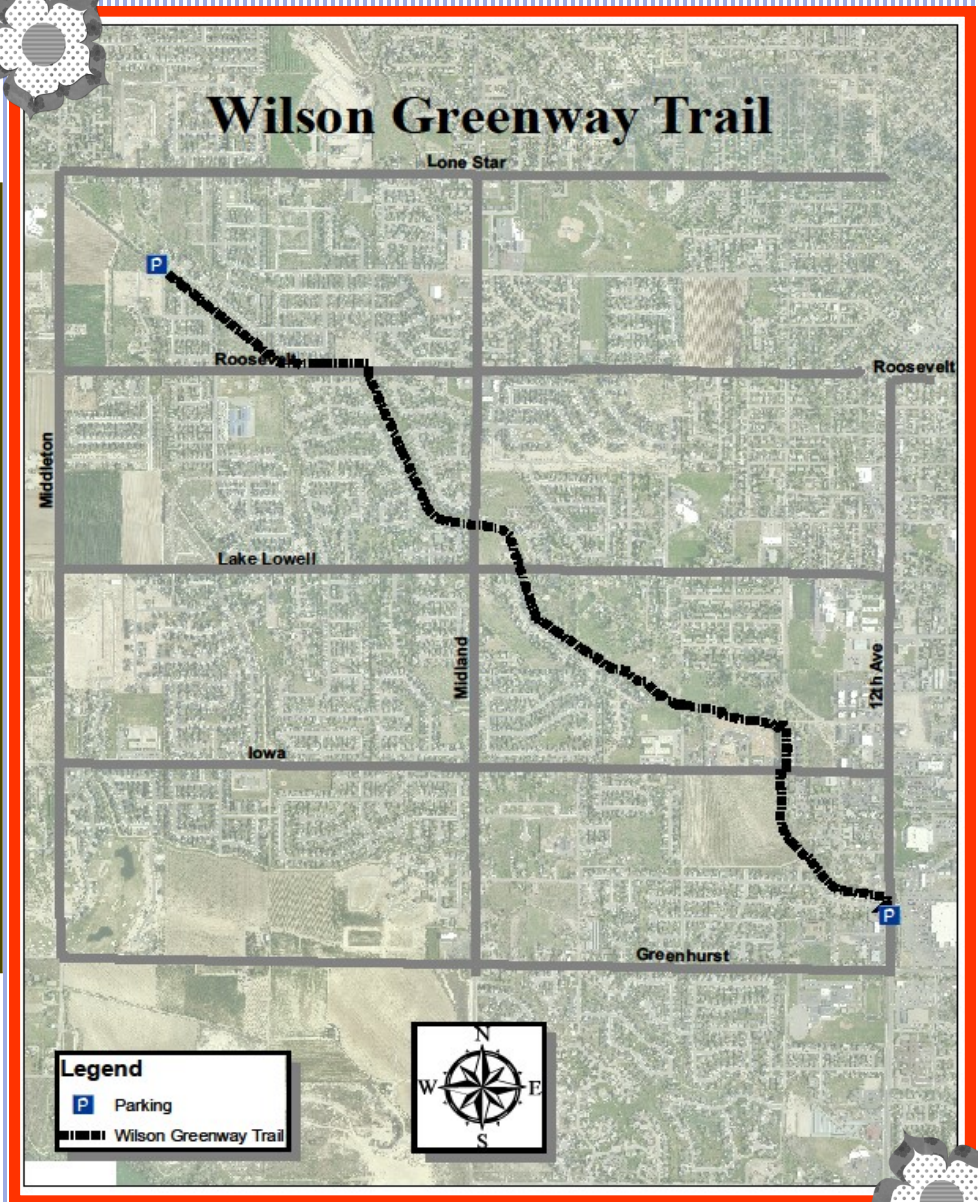 Wilson Greenway Trail
Lone Star
P
Roosevelt
Roosevelt
Middleton
Lake Lowell
Midland
12th Ave
Iowa
P
Greenhurst
N
W E
S
Legend
P Parking
Wilson Greenway Trail